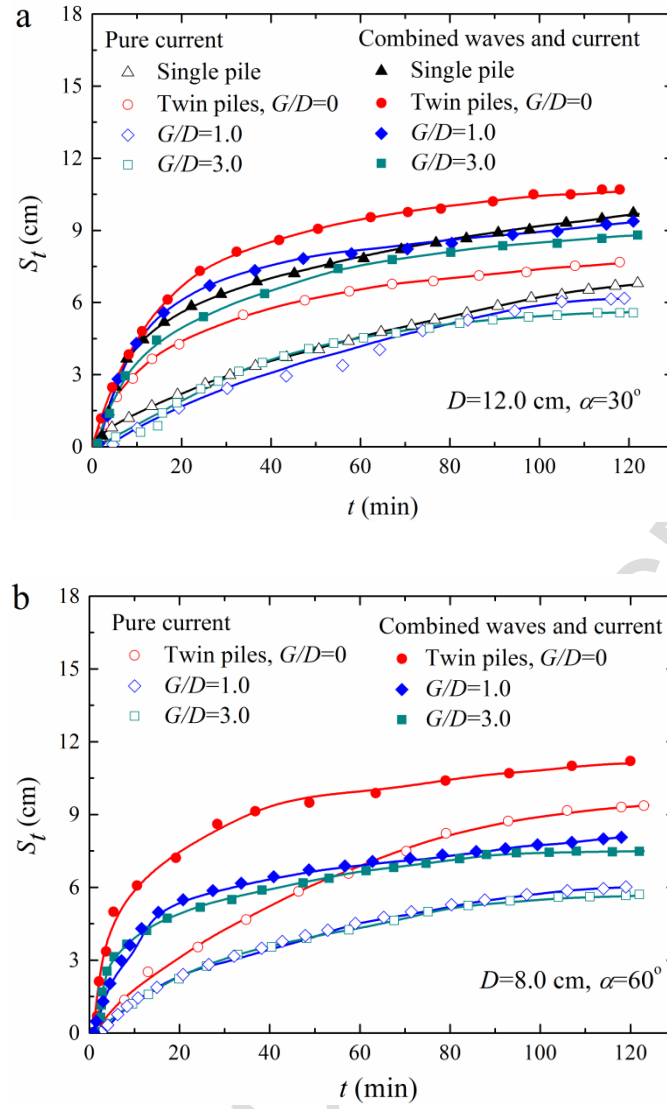 a
18
15
12
9
6
3
0
S_t (cm)
Pure current
Single pile
Twin piles, G/D=0
G/D=1.0
G/D=3.0
Combined waves and current
Single pile
Twin piles, G/D=0
G/D=1.0
G/D=3.0
D=12.0 cm, α=30°
0 20 40 60 80 100 120
t (min)
b
18
15
12
9
6
3
0
S_t (cm)
Pure current
Twin piles, G/D=0
G/D=1.0
G/D=3.0
Combined waves and current
Twin piles, G/D=0
G/D=1.0
G/D=3.0
D=8.0 cm, α=60°
0 20 40 60 80 100 120
t (min)